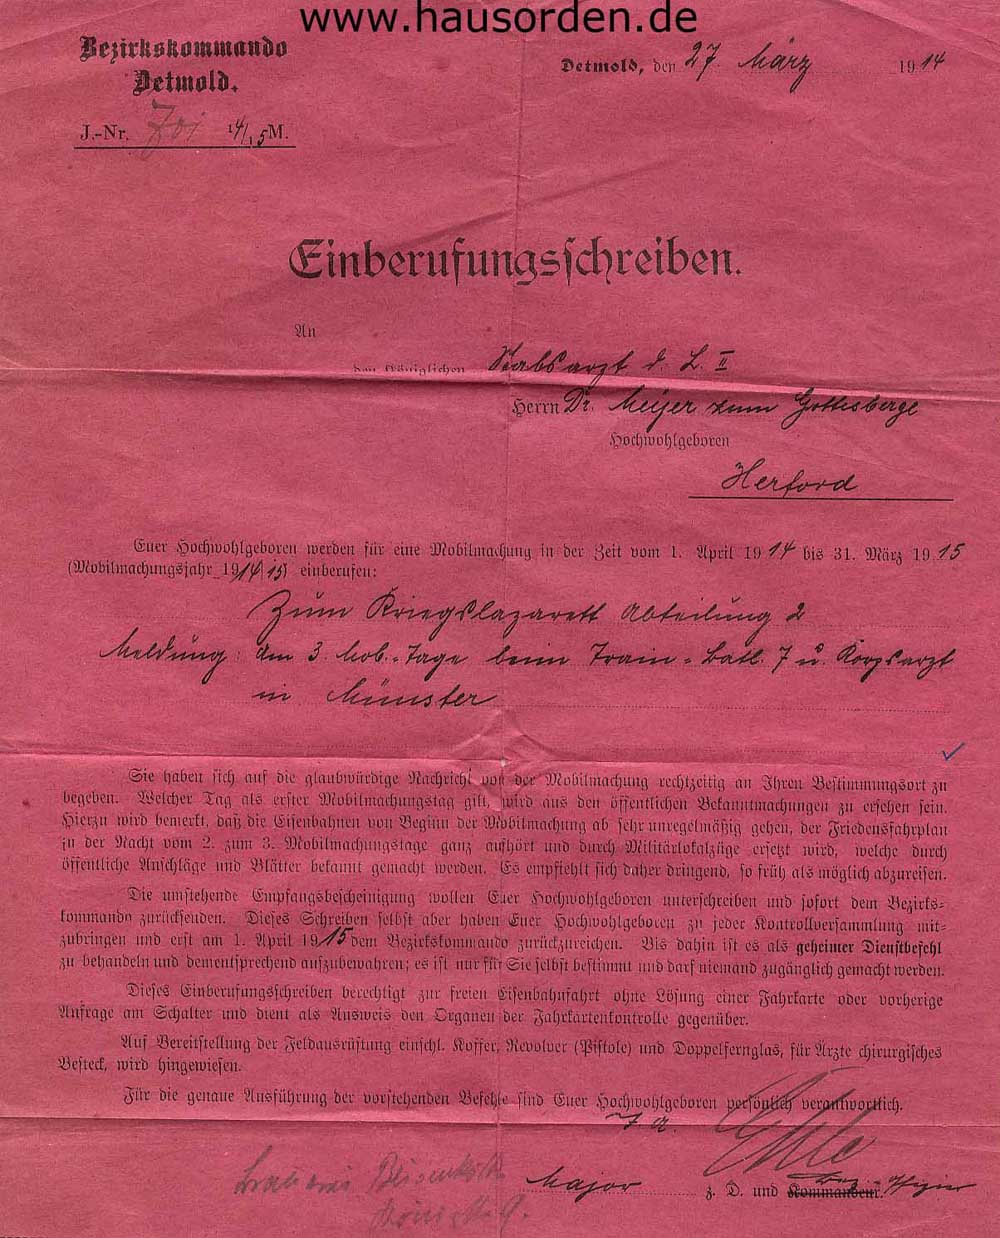 www.hausorden.de
Bezirkskommando
Detmold.
Detmold, den 27 März 1914
J.-Nr. 14/15 M.
Einberufungsschreiben.
An
den Königlichen Stabsarzt d. L. II
Herrn Dr. Meyer zum Gottesberge
Hochwohlgeboren
Herford
Euer Hochwohlgeboren werden für eine Mobilmachung in der Zeit vom 1. April 1914 bis 31. März 1915
(Mobilmachungsjahr 1914/15) einberufen:
Zum Kriegslazarett Abteilung 2
Meldung: Am 3. Mob.-Tage beim Train-Batl. 7 u. Korpsarzt
in Münster
Sie haben sich auf die glaubwürdige Nachricht von der Mobilmachung rechtzeitig an Ihren Bestimmungsort zu
begeben. Welcher Tag als erster Mobilmachungstag gilt, wird aus den öffentlichen Bekanntmachungen zu ersehen sein.
Hierzu wird bemerkt, daß die Eisenbahnen von Beginn der Mobilmachung ab sehr unregelmäßig gehen, der Friedensfahrplan
in der Nacht vom 2. zum 3. Mobilmachungstage ganz aufhört und durch Militärlokalzüge ersetzt wird, welche durch
öffentliche Anschläge und Blätter bekannt gemacht werden. Es empfiehlt sich daher dringend, so früh als möglich abzureisen.
Die umstehende Empfangsbescheinigung wollen Euer Hochwohlgeboren unterschreiben und sofort dem Bezirks-
kommando zurücksenden. Dieses Schreiben selbst aber haben Euer Hochwohlgeboren zu jeder Kontrollversammlung mit-
zubringen und erst am 1. April 1915 dem Bezirkskommando zurückzureichen. Bis dahin ist es als geheimer Dienstbefehl
zu behandeln und dementsprechend aufzubewahren; es ist nur für Sie selbst bestimmt und darf niemand zugänglich gemacht werden.
Dieses Einberufungsschreiben berechtigt zur freien Eisenbahnfahrt ohne Lösung einer Fahrkarte oder vorherige
Anfrage am Schalter und dient als Ausweis den Organen der Fahrkartenkontrolle gegenüber.
Auf Bereitstellung der Feldausrüstung einschl. Koffer, Revolver (Pistole) und Doppelfernglas, für Ärzte chirurgisches
Besteck, wird hingewiesen.
Für die genaue Ausführung der vorstehenden Befehle sind Euer Hochwohlgeboren persönlich verantwortlich.
Major z. D. und Kommandeur.